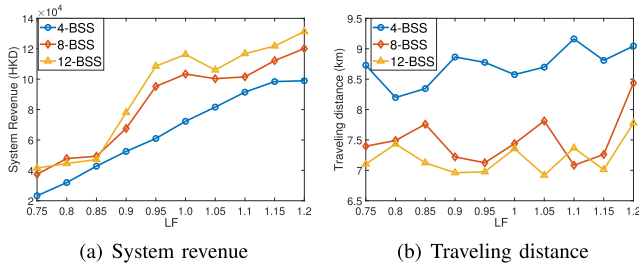 ×10⁴
14
12
10
8
6
4
2
System Revenue (HKD)
4-BSS
8-BSS
12-BSS
0.75 0.8 0.85 0.9 0.95 1.0 1.05 1.1 1.15 1.2
LF
(a) System revenue
9.5
9
8.5
8
7.5
7
6.5
Traveling distance (km)
4-BSS
8-BSS
12-BSS
0.75 0.8 0.85 0.9 0.95 1 1.05 1.1 1.15 1.2
LF
(b) Traveling distance